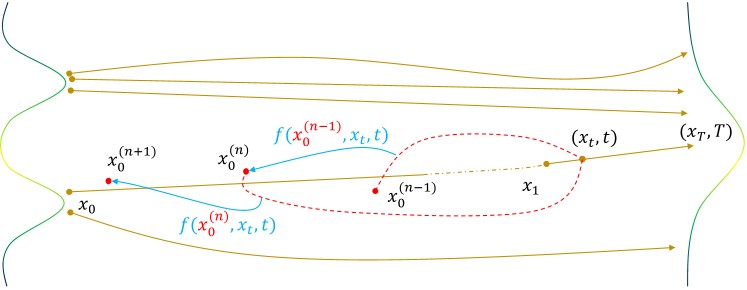 f(x_0^{(n-1)}, x_t, t)
(x_t, t)
(x_T, T)
x_0^{(n+1)}
x_0^{(n)}
x_0^{(n-1)}
x_1
x_0
f(x_0^{(n)}, x_t, t)